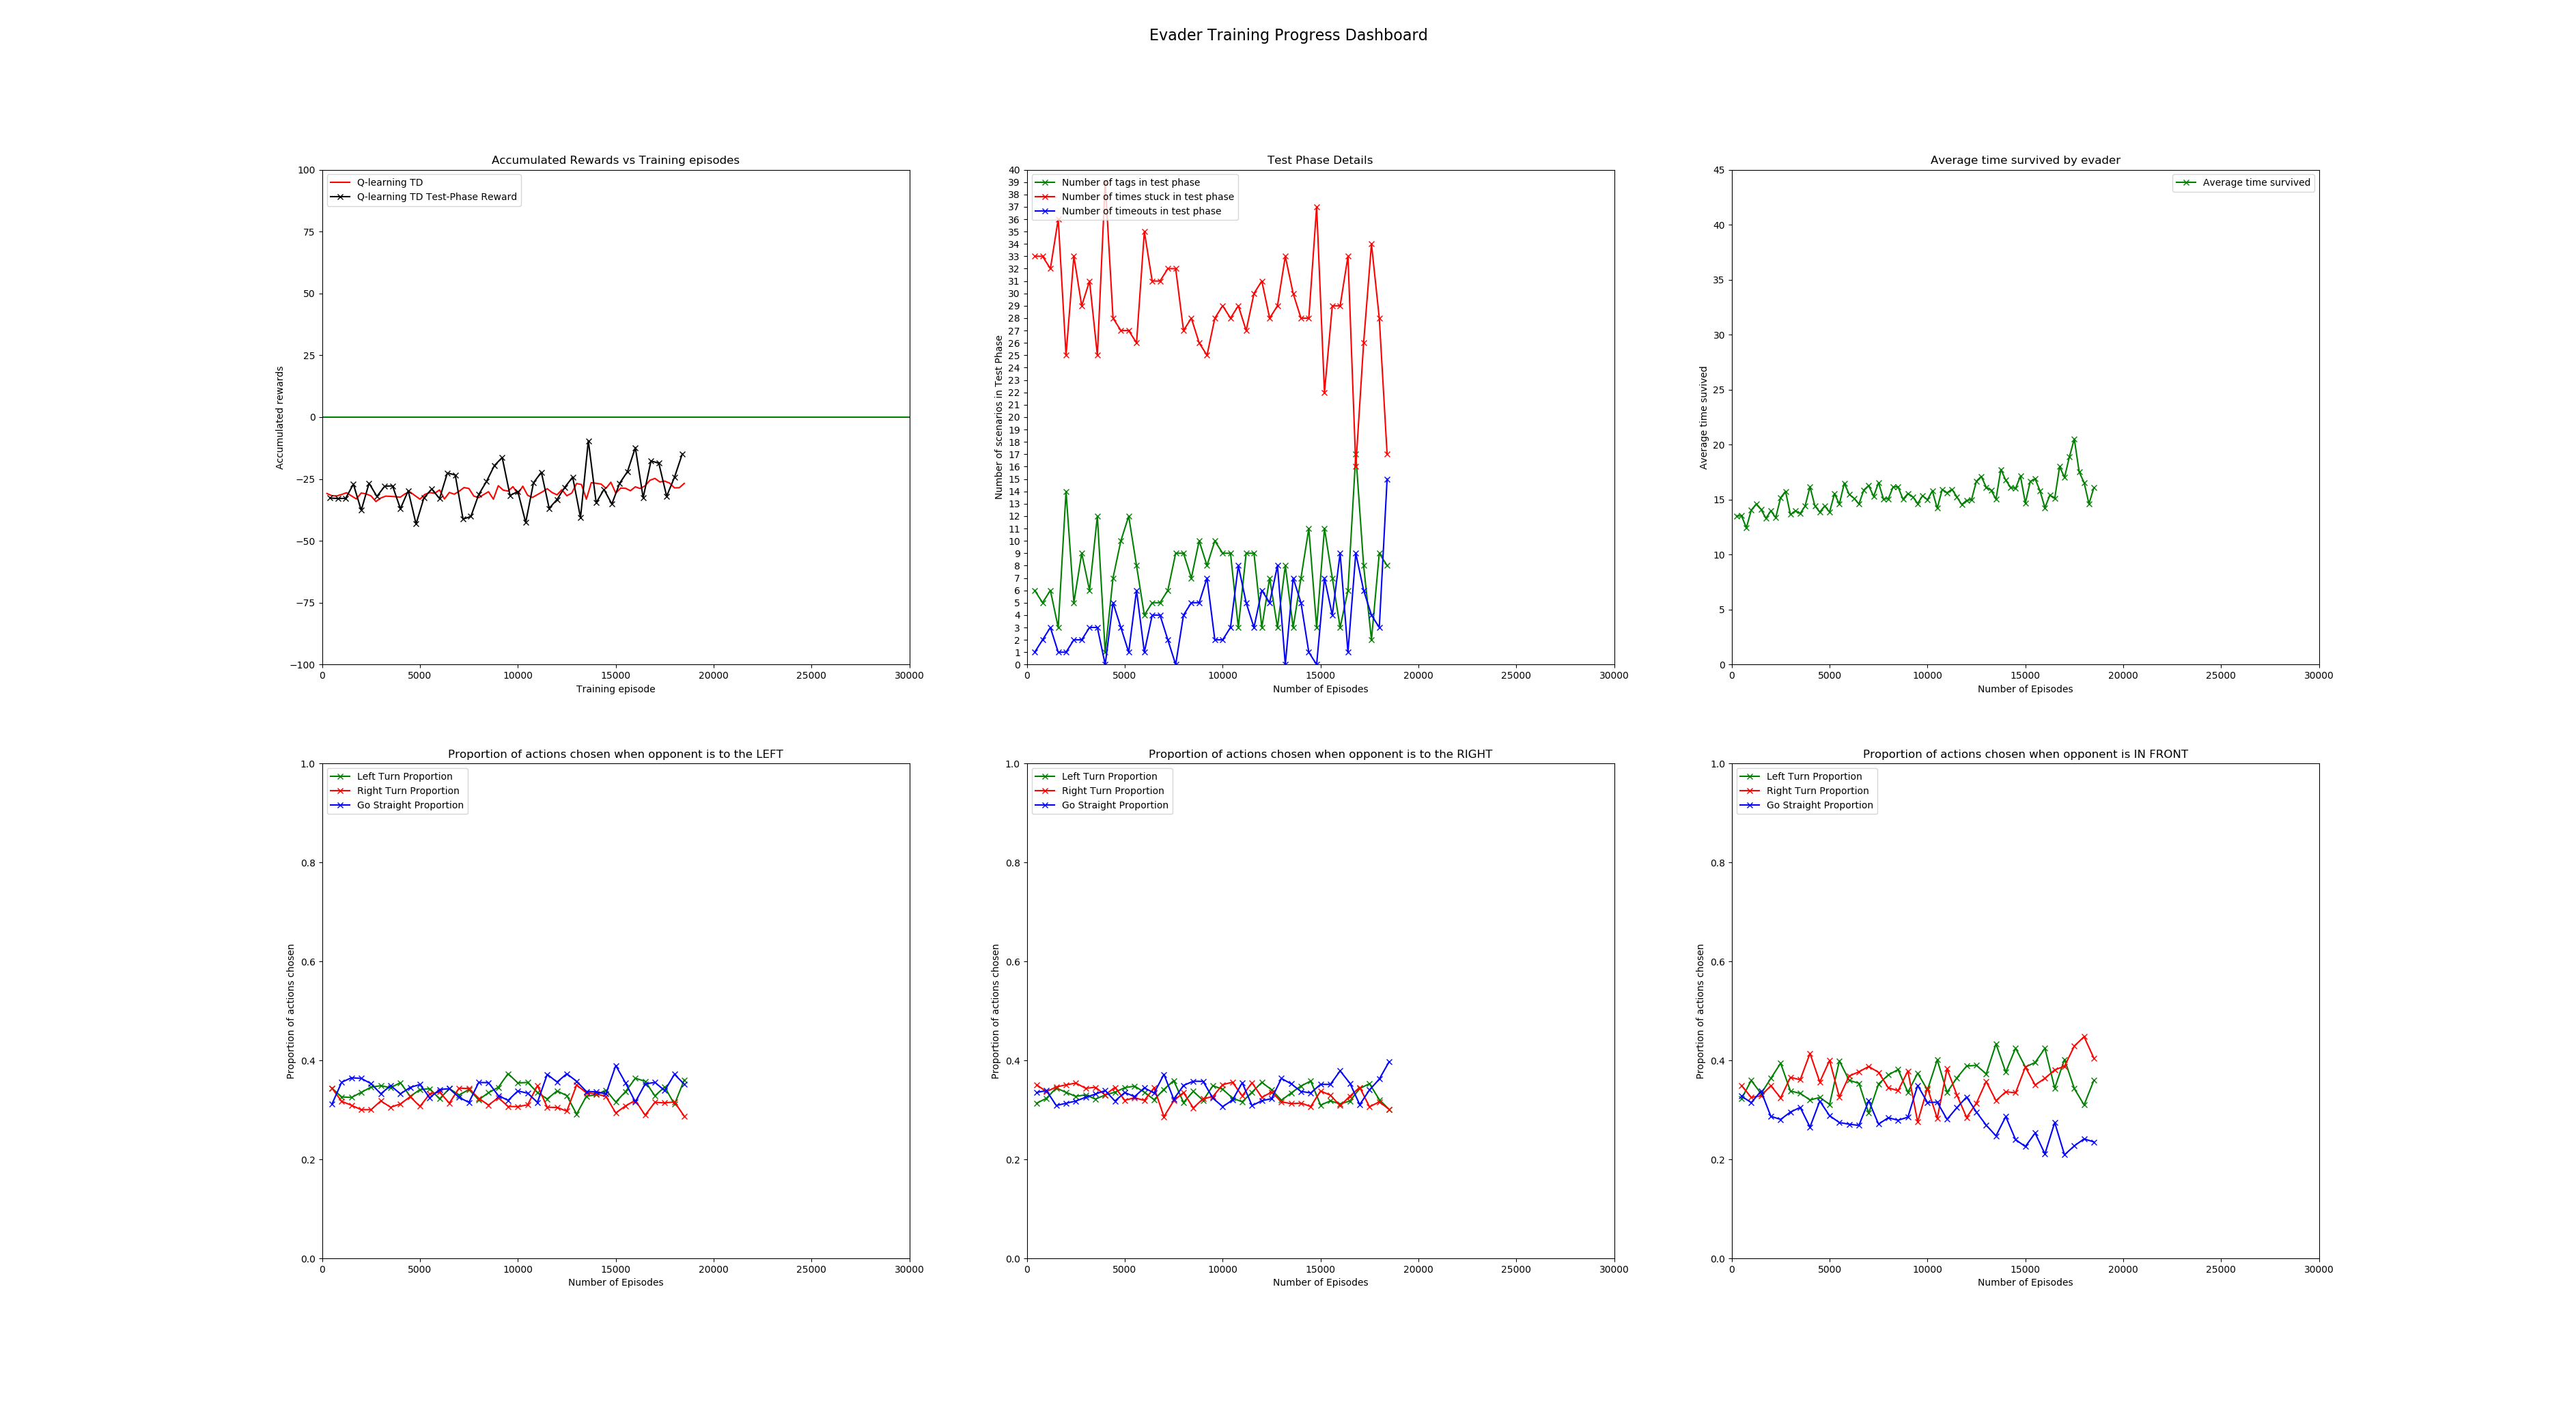 Evader Training Progress Dashboard
Accumulated Rewards vs Training episodes
Q-learning TD
Q-learning TD Test-Phase Reward
100
75
50
25
0
−25
−50
−75
−100
Accumulated rewards
0 5000 10000 15000 20000 25000 30000
Training episode
Test Phase Details
Number of tags in test phase
Number of times stuck in test phase
Number of timeouts in test phase
40
39
38
37
36
35
34
33
32
31
30
29
28
27
26
25
24
23
22
21
20
19
18
17
16
15
14
13
12
11
10
9
8
7
6
5
4
3
2
1
0
Number of scenarios in Test Phase
0 5000 10000 15000 20000 25000 30000
Number of Episodes
Average time survived by evader
Average time survived
45
40
35
30
25
20
15
10
5
0
Average time suvived
0 5000 10000 15000 20000 25000 30000
Number of Episodes
Proportion of actions chosen when opponent is to the LEFT
Left Turn Proportion
Right Turn Proportion
Go Straight Proportion
1.0
0.8
0.6
0.4
0.2
0.0
Proportion of actions chosen
0 5000 10000 15000 20000 25000 30000
Number of Episodes
Proportion of actions chosen when opponent is to the RIGHT
Left Turn Proportion
Right Turn Proportion
Go Straight Proportion
1.0
0.8
0.6
0.4
0.2
0.0
Proportion of actions chosen
0 5000 10000 15000 20000 25000 30000
Number of Episodes
Proportion of actions chosen when opponent is IN FRONT
Left Turn Proportion
Right Turn Proportion
Go Straight Proportion
1.0
0.8
0.6
0.4
0.2
0.0
Proportion of actions chosen
0 5000 10000 15000 20000 25000 30000
Number of Episodes